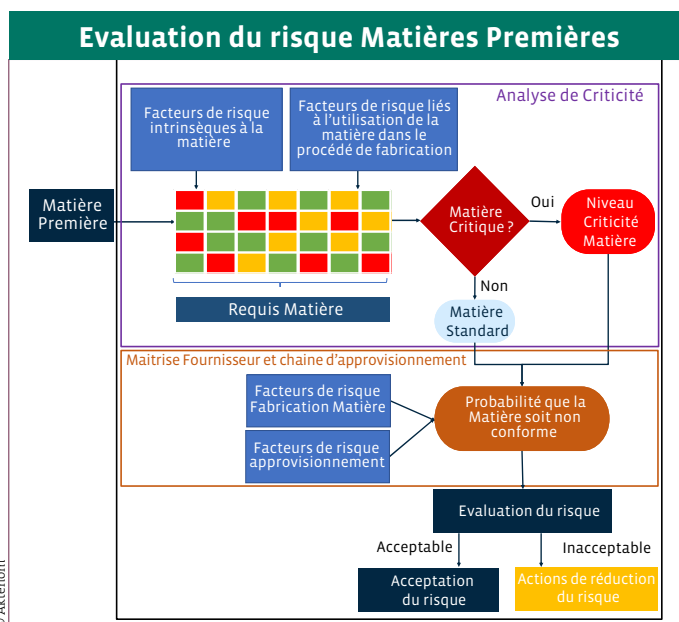 Evaluation du risque Matières Premières
Analyse de Criticité
Facteurs de risque
intrinsèques à la
matière
Facteurs de risque liés
à l'utilisation de la
matière dans le
procédé de fabrication
Matière
Première
Matière
Critique ?
Oui
Niveau
Criticité
Matière
Non
Requis Matière
Matière
Standard
Maitrise Fournisseur et chaine d'approvisionnement
Facteurs de risque
Fabrication Matière
Probabilité que la
Matière soit non
conforme
Facteurs de risque
approvisionnement
Evaluation du risque
Acceptable
Inacceptable
Acceptation
du risque
Actions de réduction
du risque
© Aktehom